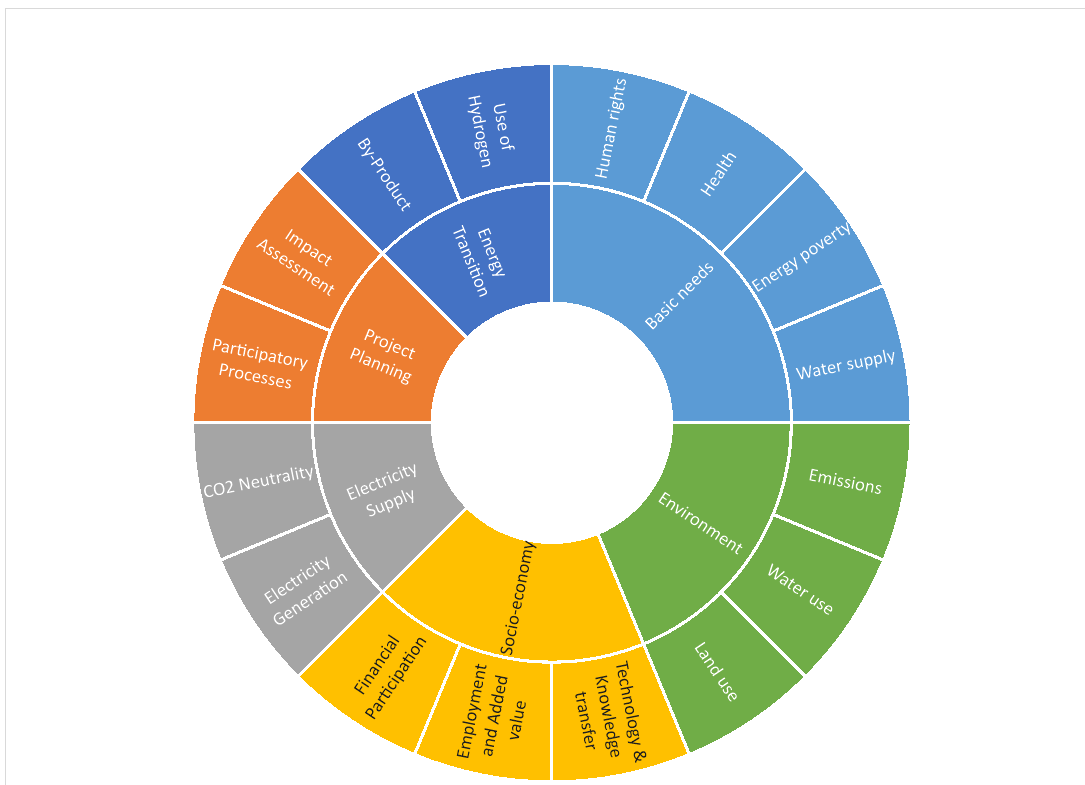 Human rights
Health
Energy poverty
Water supply
Basic needs
Emissions
Water use
Land use
Environment
Technology &
Knowledge
transfer
Employment
and Added
value
Financial
Participation
Socio-economy
Electricity
Generation
CO2 Neutrality
Electricity
Supply
Participatory
Processes
Impact
Assessment
Project
Planning
By-Product
Use of
Hydrogen
Energy
Transition